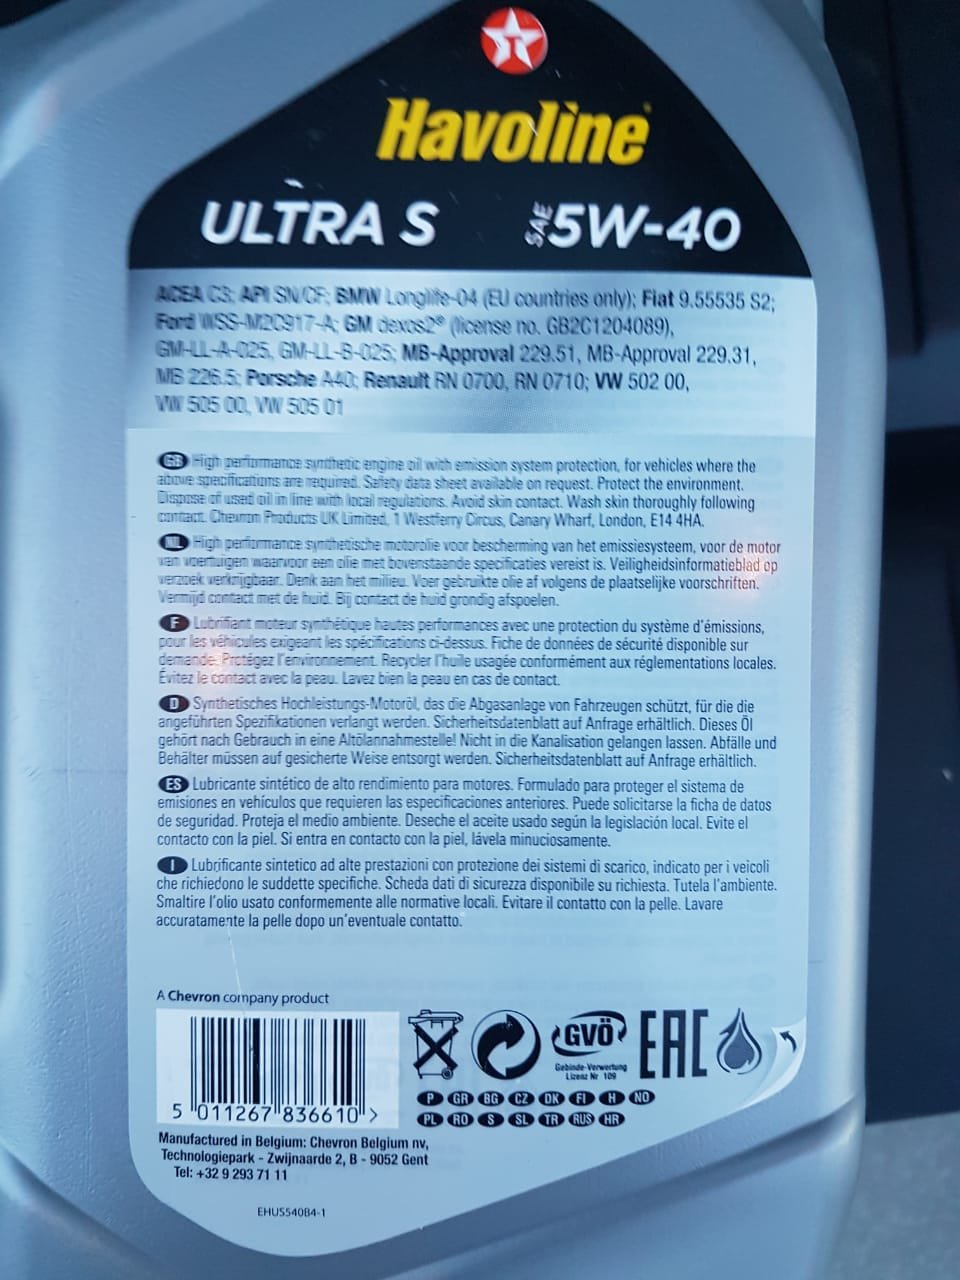 Havoline
ULTRA S SAE 5W-40
ACEA C3; API SN/CF; BMW Longlife-04 (EU countries only); Fiat 9.55535 S2;
Ford WSS-M2C917-A; GM dexos2® (license no. GB2C1204089),
GM-LL-A-025, GM-LL-B-025; MB-Approval 229.51, MB-Approval 229.31,
MB 226.5; Porsche A40; Renault RN 0700, RN 0710; VW 502 00,
VW 505 00, VW 505 01
GB High performance synthetic engine oil with emission system protection, for vehicles where the
above specifications are required. Safety data sheet available on request. Protect the environment.
Dispose of used oil in line with local regulations. Avoid skin contact. Wash skin thoroughly following
contact. Chevron Products UK Limited, 1 Westferry Circus, Canary Wharf, London, E14 4HA.
NL High performance synthetische motorolie voor bescherming van het emissiesysteem, voor de motor
van voertuigen waarvoor een olie met bovenstaande specificaties vereist is. Veiligheidsinformatieblad op
verzoek verkrijgbaar. Denk aan het milieu. Voer gebruikte olie af volgens de plaatselijke voorschriften.
Vermijd contact met de huid. Bij contact de huid grondig afspoelen.
F Lubrifiant moteur synthétique hautes performances avec une protection du système d'émissions,
pour les véhicules exigeant les spécifications ci-dessus. Fiche de données de sécurité disponible sur
demande. Protégez l'environnement. Recycler l'huile usagée conformément aux réglementations locales.
Évitez le contact avec la peau. Lavez bien la peau en cas de contact.
D Synthetisches Hochleistungs-Motoröl, das die Abgasanlage von Fahrzeugen schützt, für die die
angeführten Spezifikationen verlangt werden. Sicherheitsdatenblatt auf Anfrage erhältlich. Dieses Öl
gehört nach Gebrauch in eine Altölannahmestelle! Nicht in die Kanalisation gelangen lassen. Abfälle und
Behälter müssen auf gesicherte Weise entsorgt werden. Sicherheitsdatenblatt auf Anfrage erhältlich.
ES Lubricante sintético de alto rendimiento para motores. Formulado para proteger el sistema de
emisiones en vehículos que requieren las especificaciones anteriores. Puede solicitarse la ficha de datos
de seguridad. Proteja el medio ambiente. Deseche el aceite usado según la legislación local. Evite el
contacto con la piel. Si entra en contacto con la piel, lávela minuciosamente.
I Lubrificante sintetico ad alte prestazioni con protezione dei sistemi di scarico, indicato per i veicoli
che richiedono le suddette specifiche. Scheda dati di sicurezza disponibile su richiesta. Tutela l'ambiente.
Smaltire l'olio usato conformemente alle normative locali. Evitare il contatto con la pelle. Lavare
accuratamente la pelle dopo un'eventuale contatto.
A Chevron company product
GVÖ
Gebinde-Verwertung
Lizenz Nr 109
EAC
P GR BG CZ DK FI H NO
PL RO S SL TR RUS HR
5 011267 836610 >
Manufactured in Belgium: Chevron Belgium nv,
Technologiepark - Zwijnaarde 2, B - 9052 Gent
Tel: +32 9 293 71 11
EHUS540B4-1